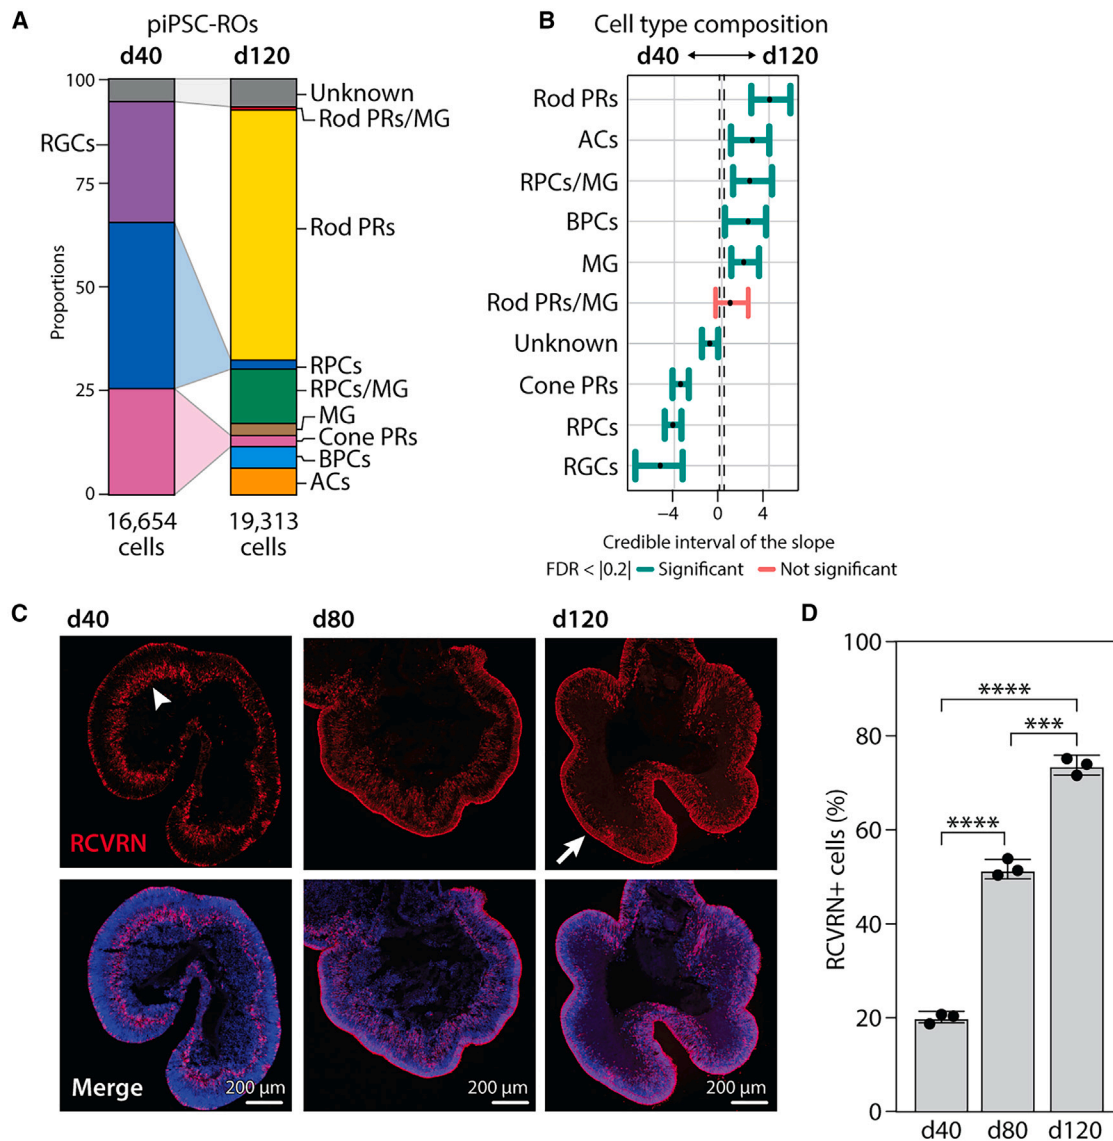 A
piPSC-ROs
d40 d120
Proportions
100
75
50
25
0
RGCs
Unknown
Rod PRs/MG
Rod PRs
RPCs
RPCs/MG
MG
Cone PRs
BPCs
ACs
16,654
cells
19,313
cells
B
Cell type composition
d40 d120
Rod PRs
ACs
RPCs/MG
BPCs
MG
Rod PRs/MG
Unknown
Cone PRs
RPCs
RGCs
−4 0 4
Credible interval of the slope
FDR < |0.2| Significant Not significant
C
d40 d80 d120
RCVRN
Merge
200 µm
200 µm
200 µm
D
RCVRN+ cells (%)
100
80
60
40
20
0
****
***
****
d40 d80 d120